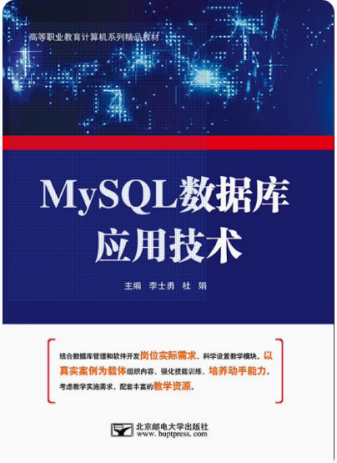 高等职业教育计算机系列精品教材
MySQL数据库
应用技术
主编 李士勇 杜 娟
结合数据库管理和软件开发岗位实际需求，科学设置教学模块。以
真实案例为载体组织内容，强化技能训练，培养动手能力。
考虑教学实施需求，配套丰富的教学资源。
北京邮电大学出版社
www.buptpress.com